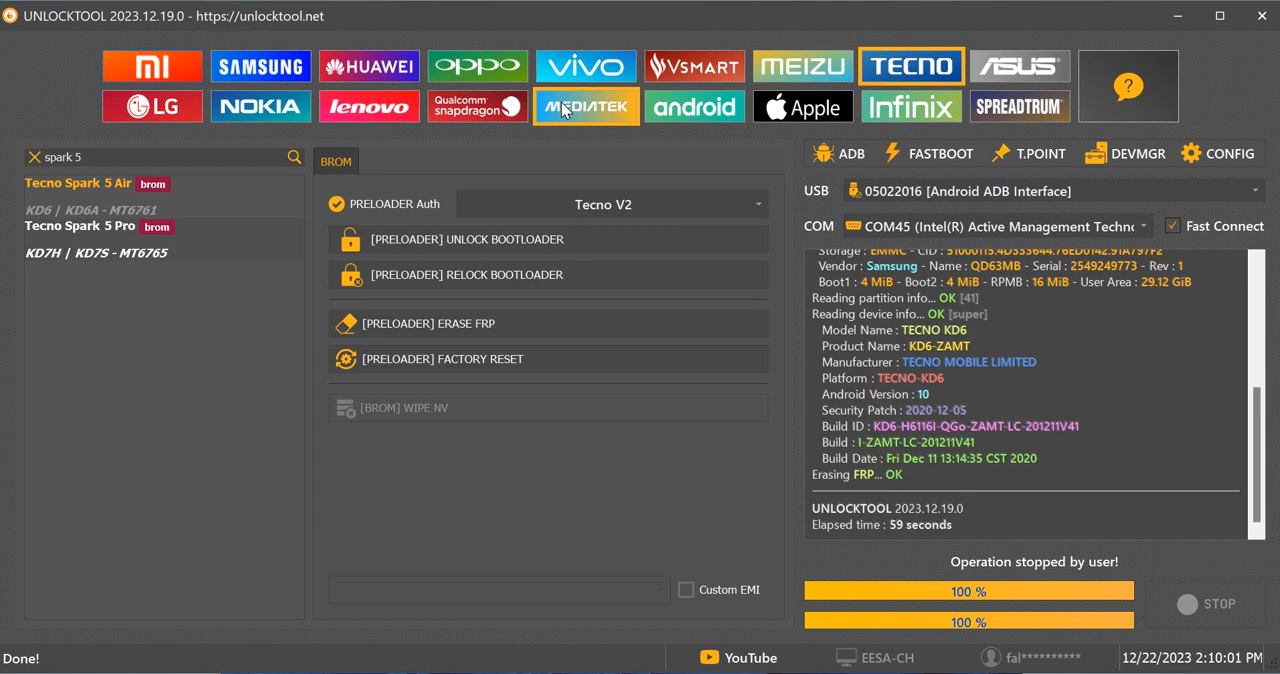 UNLOCKTOOL 2023.12.19.0 - https://unlocktool.net
mi SAMSUNG HUAWEI oppo vivo VSMART MEIZU TECNO ASUS ?
LG NOKIA lenovo Qualcomm snapdragon MEDIATEK android Apple Infinix SPREADTRUM
spark 5
Tecno Spark 5 Air brom
KD6 / KD6A - MT6761
Tecno Spark 5 Pro brom
KD7H / KD7S - MT6765
BROM
PRELOADER Auth Tecno V2
[PRELOADER] UNLOCK BOOTLOADER
[PRELOADER] RELOCK BOOTLOADER
[PRELOADER] ERASE FRP
[PRELOADER] FACTORY RESET
[BROM] WIPE NV
Custom EMI
ADB FASTBOOT T.POINT DEVMGR CONFIG
USB 05022016 [Android ADB Interface]
COM COM45 (Intel(R) Active Management Techno Fast Connect
Storage : EMMC - CID : 51000115.4D333644.76ED0142.91A797F2
Vendor : Samsung - Name : QD63MB - Serial : 2549249773 - Rev : 1
Boot1 : 4 MiB - Boot2 : 4 MiB - RPMB : 16 MiB - User Area : 29.12 GiB
Reading partition info... OK [41]
Reading device info... OK [super]
Model Name : TECNO KD6
Product Name : KD6-ZAMT
Manufacturer : TECNO MOBILE LIMITED
Platform : TECNO-KD6
Android Version : 10
Security Patch : 2020-12-05
Build ID : KD6-H6116I-QGo-ZAMT-LC-201211V41
Build : I-ZAMT-LC-201211V41
Build Date : Fri Dec 11 13:14:35 CST 2020
Erasing FRP... OK
UNLOCKTOOL 2023.12.19.0
Elapsed time : 59 seconds
Operation stopped by user!
100 %
100 %
STOP
Done! YouTube EESA-CH fal********** 12/22/2023 2:10:01 PM